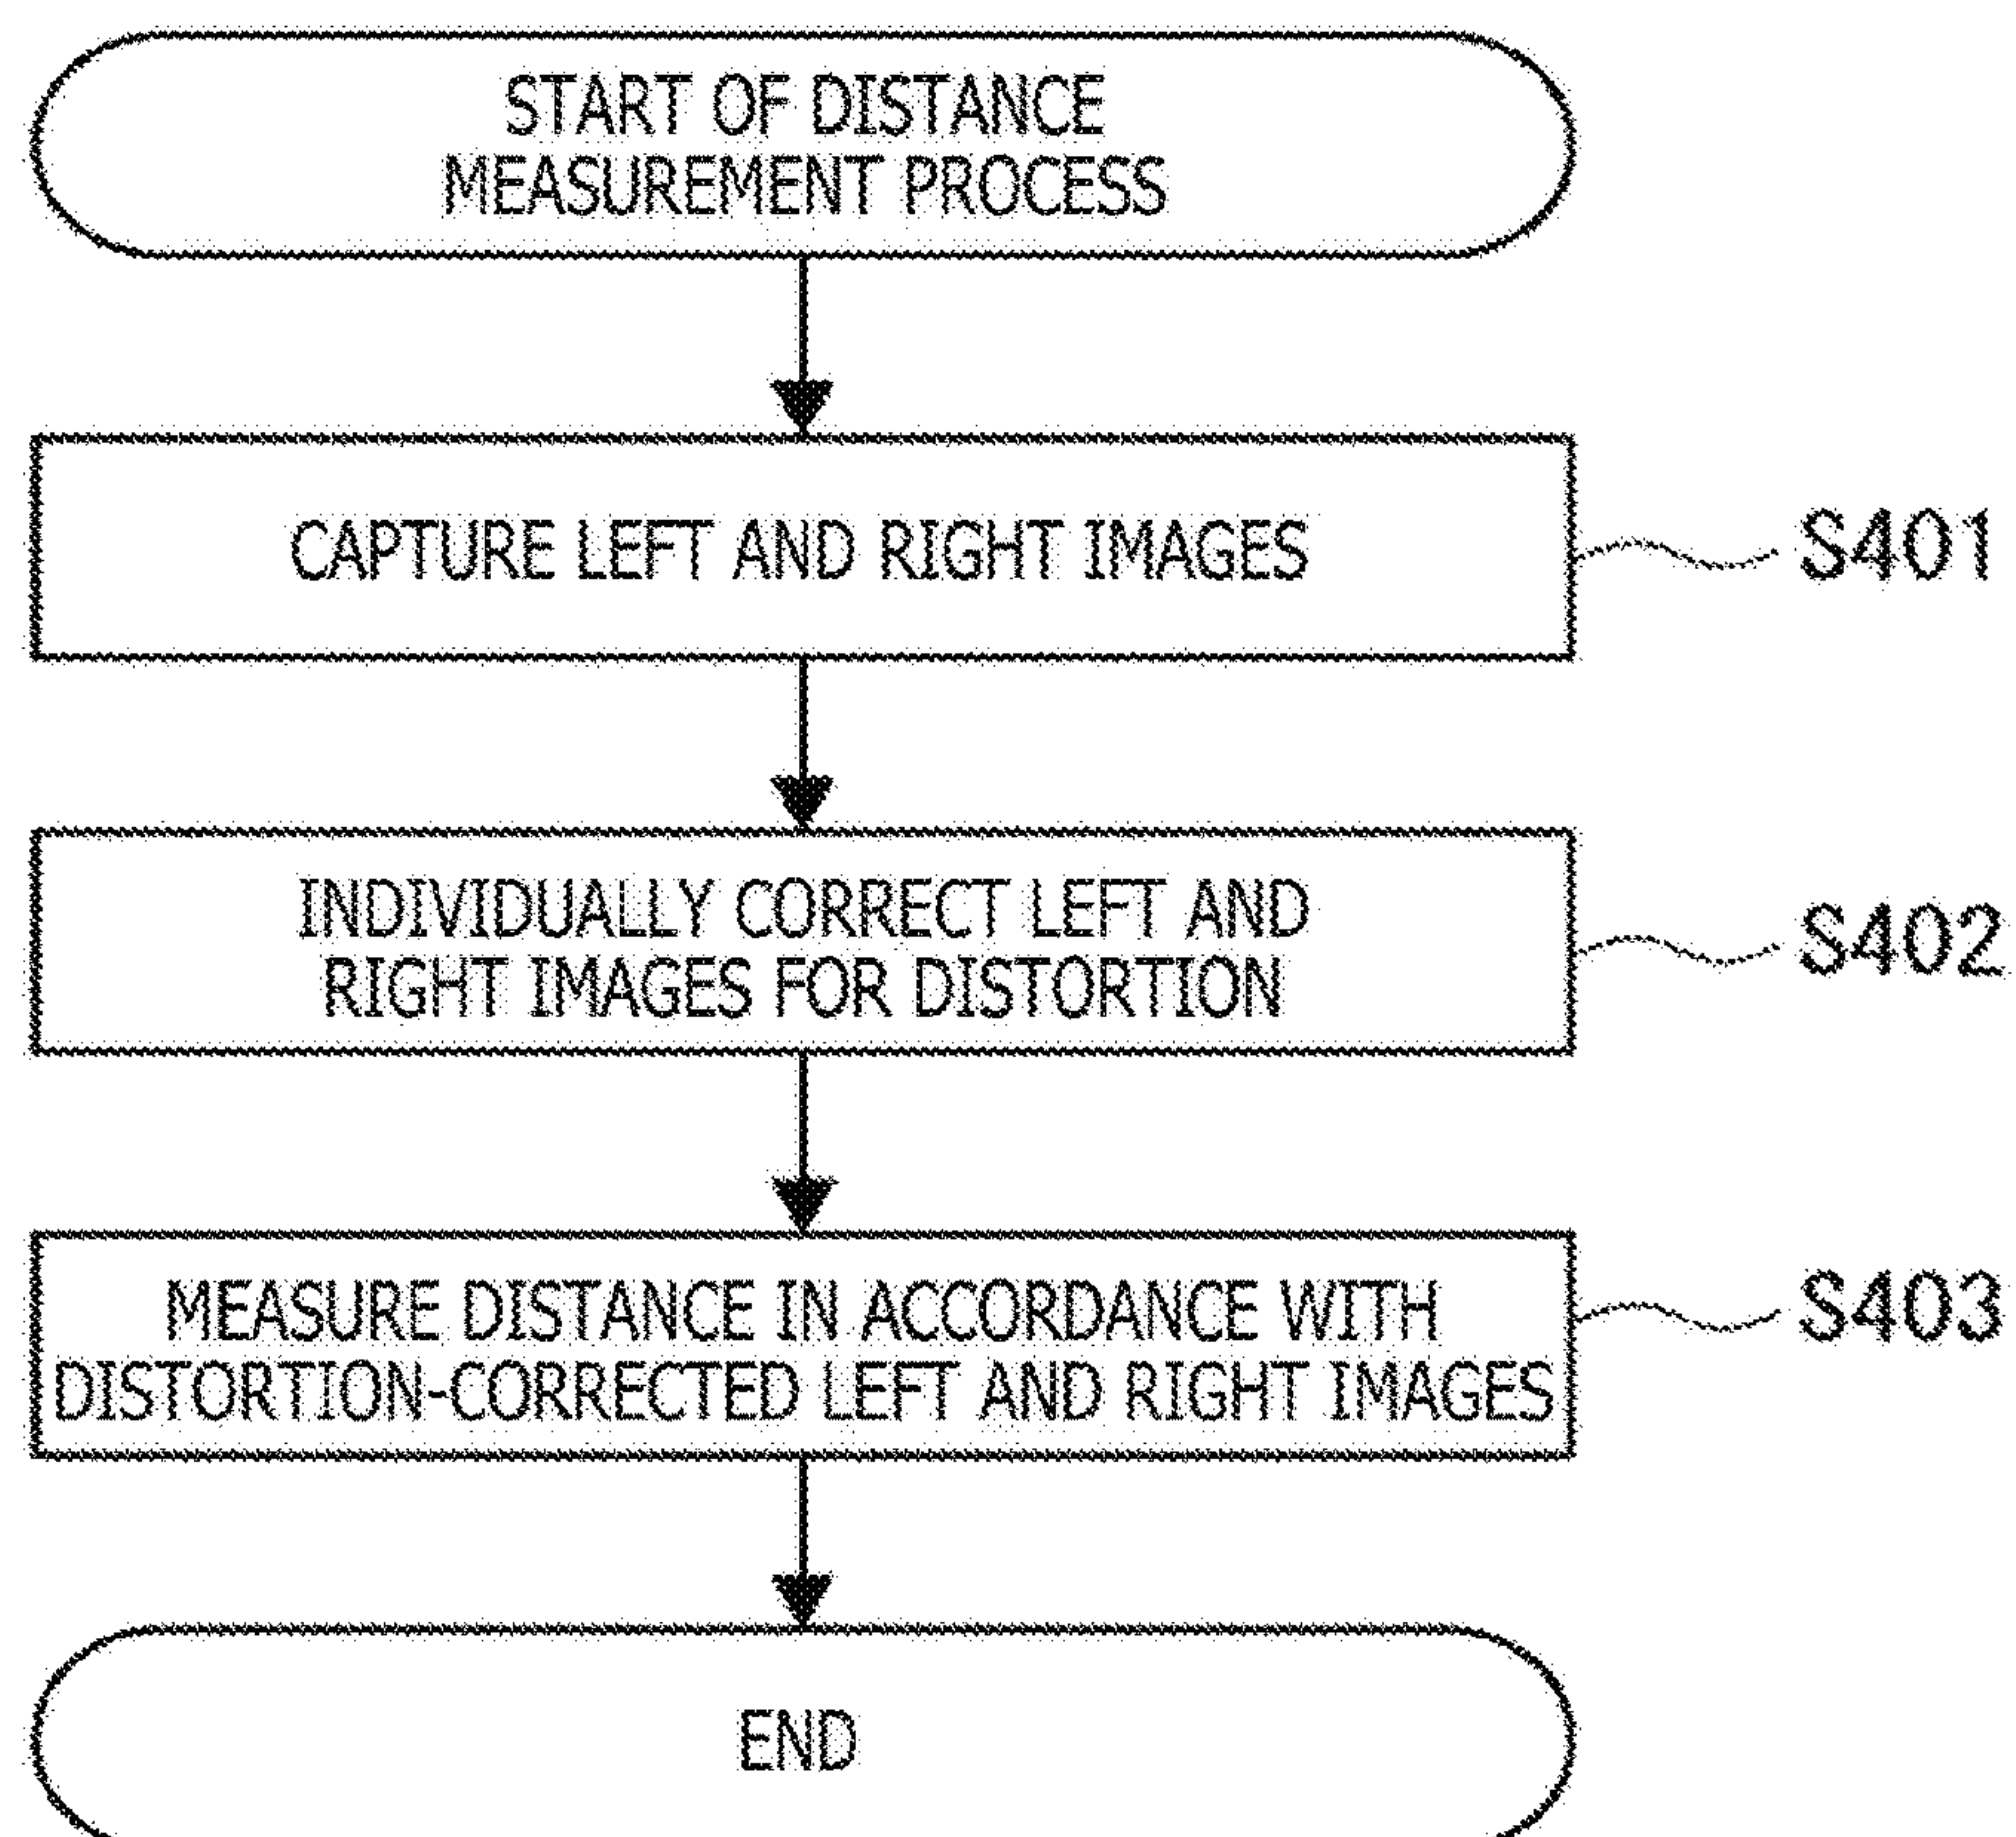 START OF DISTANCE
MEASUREMENT PROCESS
CAPTURE LEFT AND RIGHT IMAGES
S401
INDIVIDUALLY CORRECT LEFT AND
RIGHT IMAGES FOR DISTORTION
S402
MEASURE DISTANCE IN ACCORDANCE WITH
DISTORTION-CORRECTED LEFT AND RIGHT IMAGES
S403
END